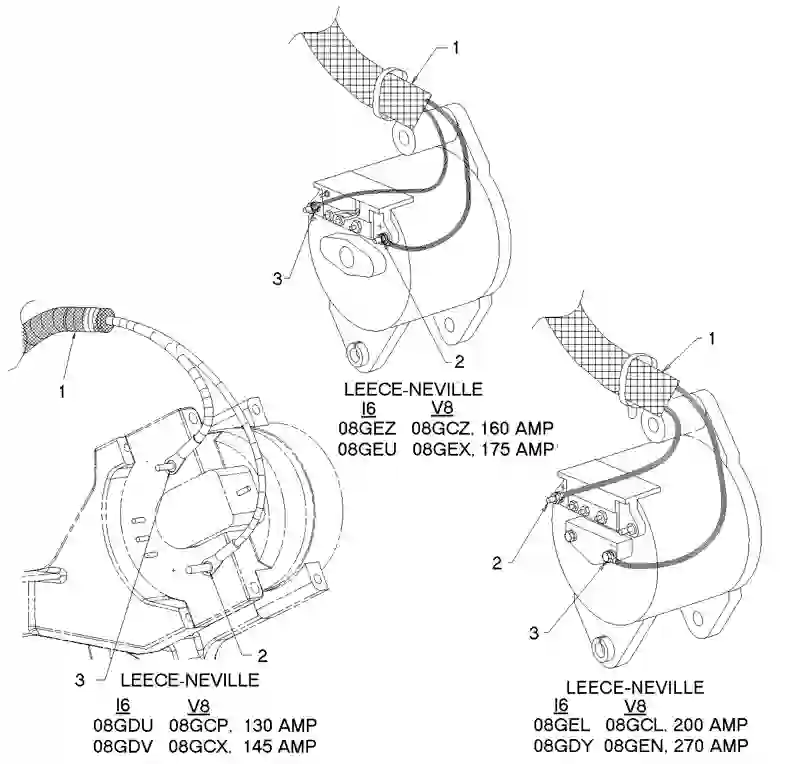 1
3
2
LEECE-NEVILLE
I6 V8
08GEZ 08GCZ, 160 AMP
08GEU 08GEX, 175 AMP
1
3
2
LEECE-NEVILLE
I6 V8
08GDU 08GCP, 130 AMP
08GDV 08GCX, 145 AMP
1
2
3
LEECE-NEVILLE
I6 V8
08GEL 08GCL, 200 AMP
08GDY 08GEN, 270 AMP